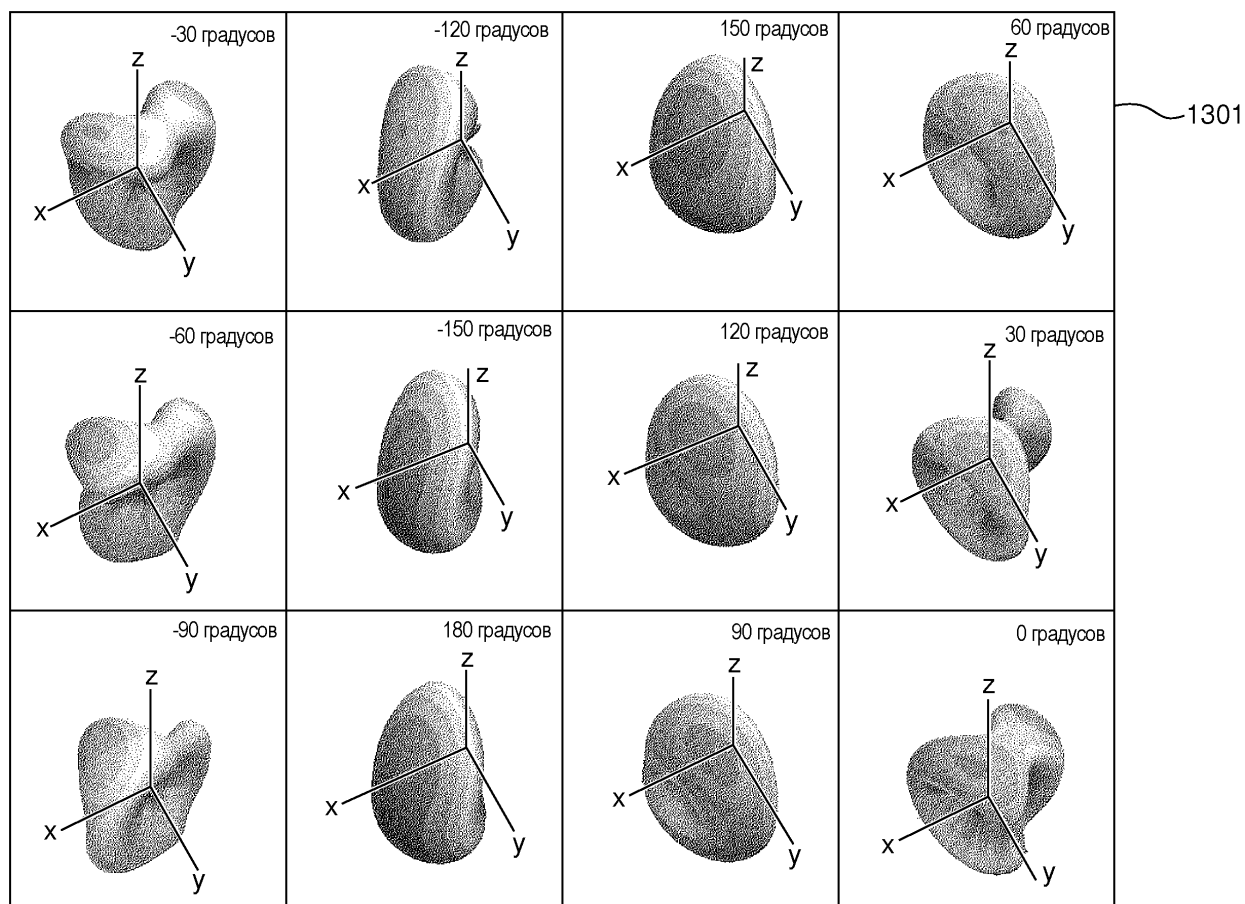 -30 градусов
z
x
y
-120 градусов
z
x
y
150 градусов
z
x
y
60 градусов
z
x
y
1301
-60 градусов
z
x
y
-150 градусов
z
x
y
120 градусов
z
x
y
30 градусов
z
x
y
-90 градусов
z
x
y
180 градусов
z
x
y
90 градусов
z
x
y
0 градусов
z
x
y